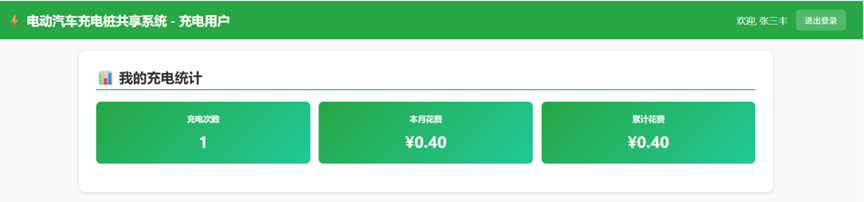 电动汽车充电桩共享系统 - 充电用户
欢迎, 张三丰 退出登录
我的充电统计
充电次数 本月花费 累计花费
1 ¥0.40 ¥0.40